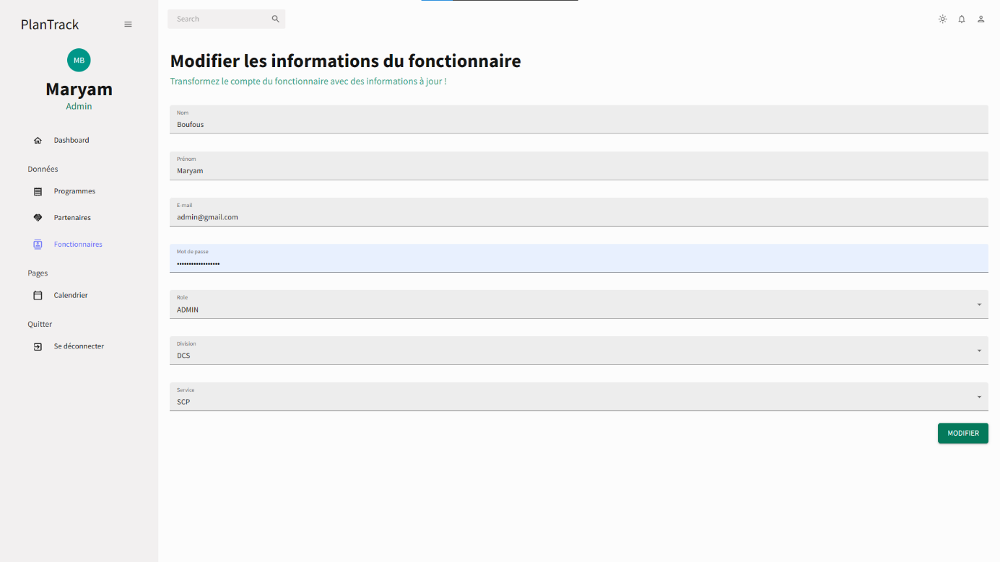 PlanTrack
MB
Maryam
Admin
Dashboard
Données
Programmes
Partenaires
Fonctionnaires
Pages
Calendrier
Quitter
Se déconnecter
Search
Modifier les informations du fonctionnaire
Transformez le compte du fonctionnaire avec des informations à jour !
Nom
Boufous
Prénom
Maryam
E-mail
admin@gmail.com
Mot de passe
••••••••••••••••••
Role
ADMIN
Division
DCS
Service
SCP
MODIFIER